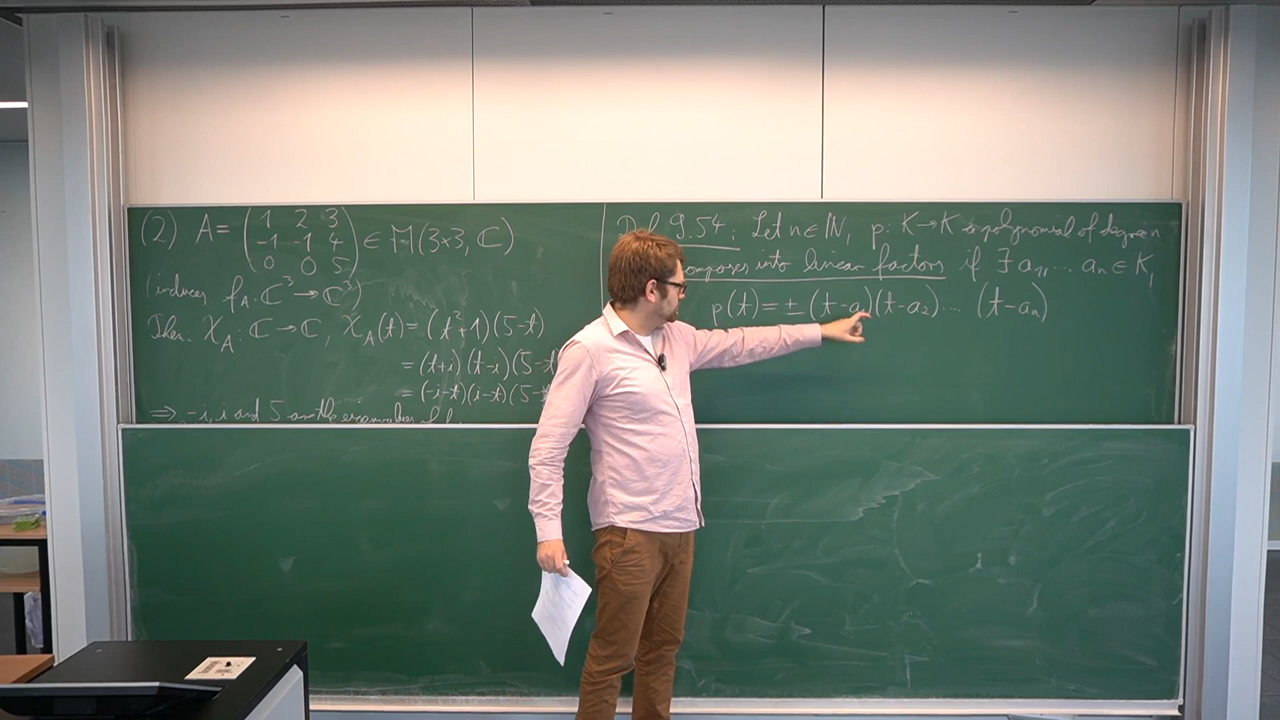 (2) A = ( 1 2 3
-1 -1 4
0 0 5 ) ∈ M(3×3, ℂ)
(induces f_A: ℂ³ → ℂ³)
Then: χ_A: ℂ → ℂ, χ_A(t) = (t²+1)(5-t)
= (t+i)(t-i)(5-t
= (-i-t)(i-t)(5-t
⇒ -i, i and 5 are the eigenvalues of f
Def 9.54: Let n ∈ ℕ, p: K → K a polynomial of degree n
omposes into linear factors if ∃ a₁, ... aₙ ∈ K,
p(t) = ± (t-a₁)(t-a₂) ... (t-aₙ)